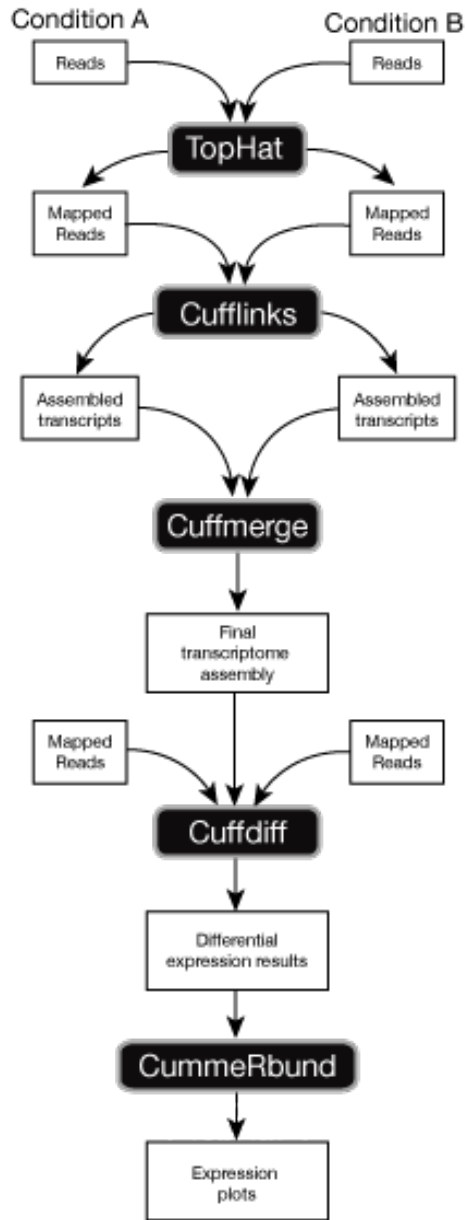 Condition A
Condition B
Reads
Reads
TopHat
Mapped
Reads
Mapped
Reads
Cufflinks
Assembled
transcripts
Assembled
transcripts
Cuffmerge
Final
transcriptome
assembly
Mapped
Reads
Mapped
Reads
Cuffdiff
Differential
expression results
CummeRbund
Expression
plots